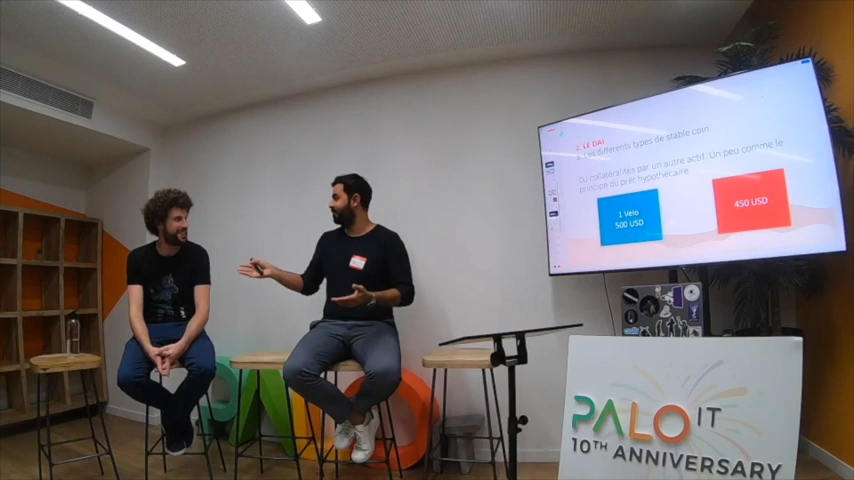 2. LE DAI
a. Les différents types de stable coin
Ou collatéralités par un autre actif. Un peu comme le
principe du prêt hypothécaire
1 Vélo
500 USD
450 USD
PALO IT
10TH ANNIVERSARY